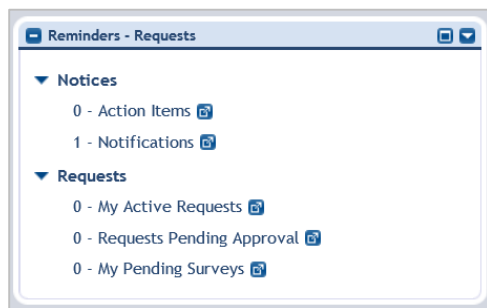 Reminders - Requests
Notices
0 - Action Items
1 - Notifications
Requests
0 - My Active Requests
0 - Requests Pending Approval
0 - My Pending Surveys